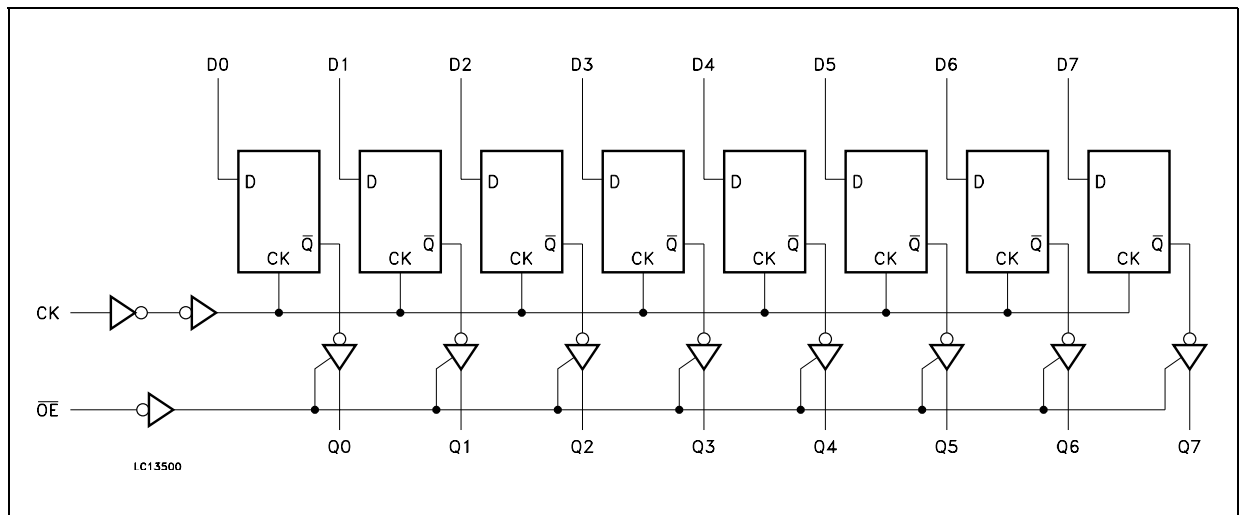 D0 D1 D2 D3 D4 D5 D6 D7
D D D D D D D D
Q̅ Q̅ Q̅ Q̅ Q̅ Q̅ Q̅ Q̅
CK CK CK CK CK CK CK CK
CK
O̅E̅
Q0 Q1 Q2 Q3 Q4 Q5 Q6 Q7
LC13500